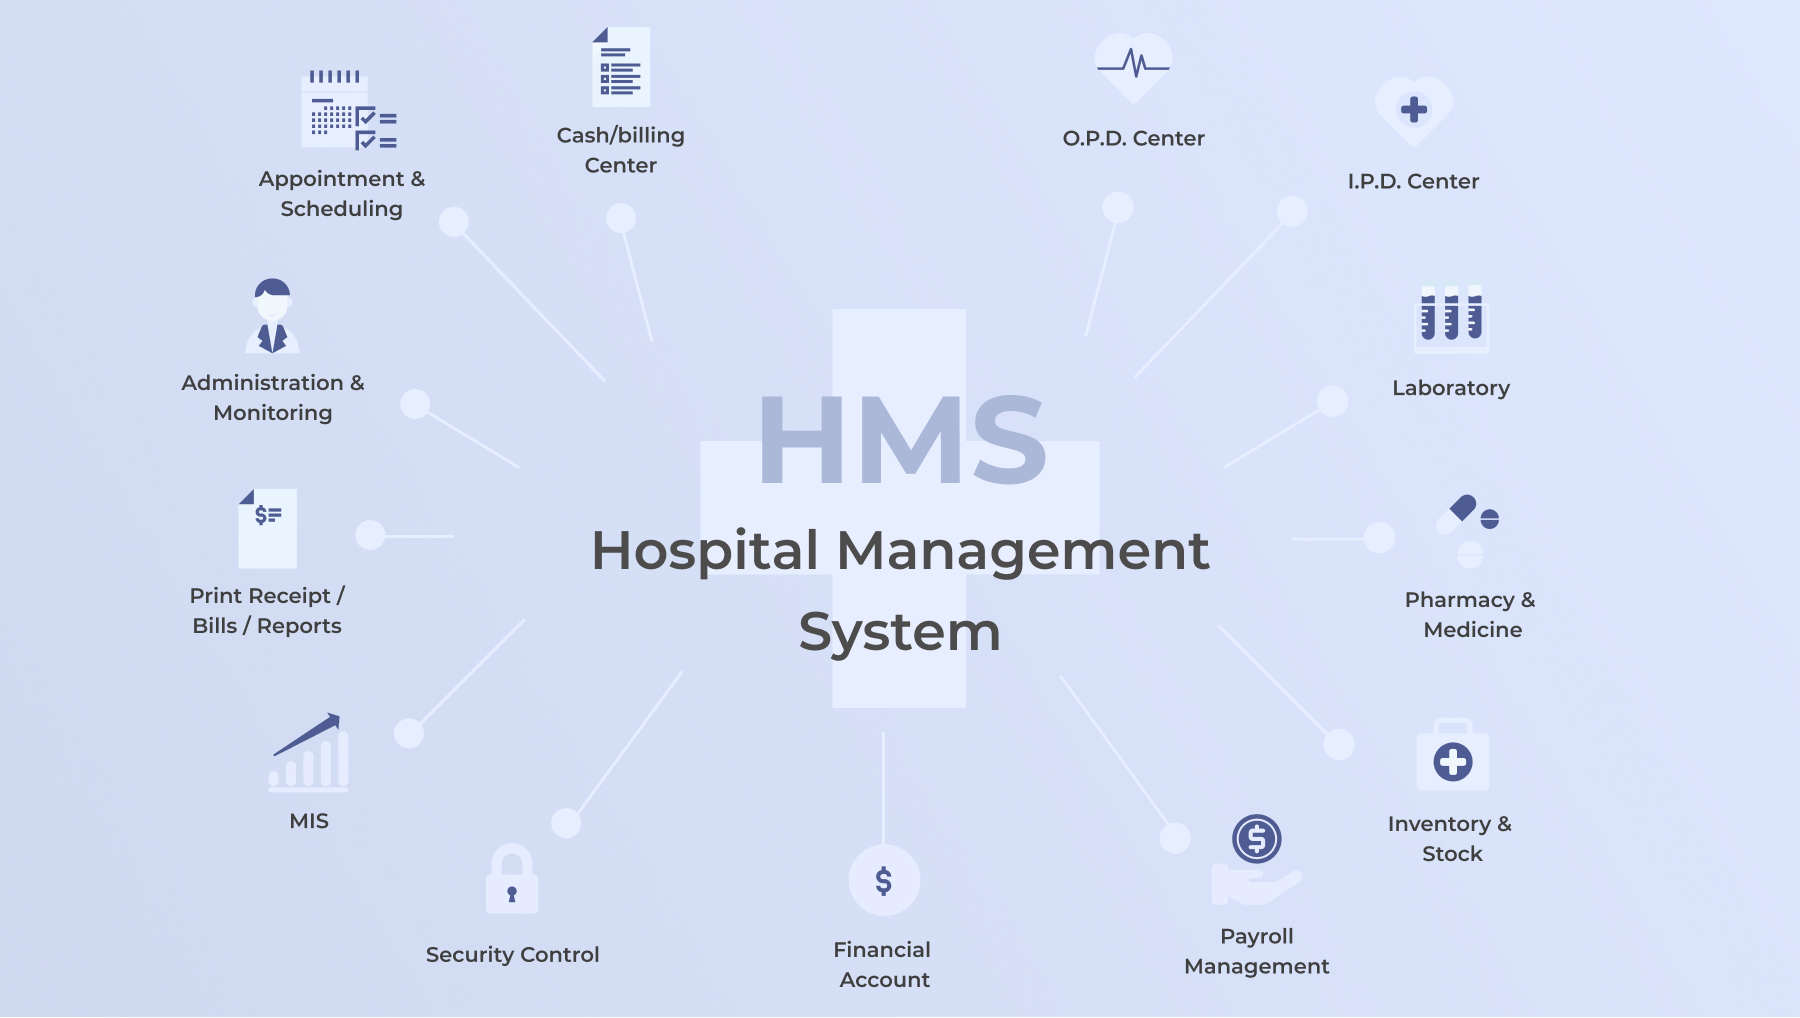 Cash/billing
Center
O.P.D. Center
Appointment &
Scheduling
I.P.D. Center
Administration &
Monitoring
Laboratory
HMS
Hospital Management
System
Print Receipt /
Bills / Reports
Pharmacy &
Medicine
MIS
Inventory &
Stock
Security Control
Financial
Account
Payroll
Management